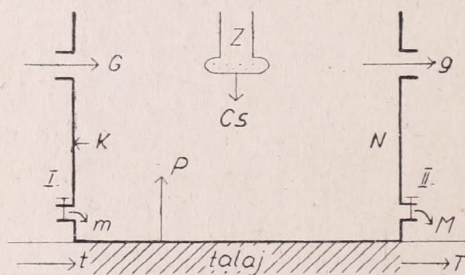 G Z g
Cs
K N
I P II
m M
t talaj T